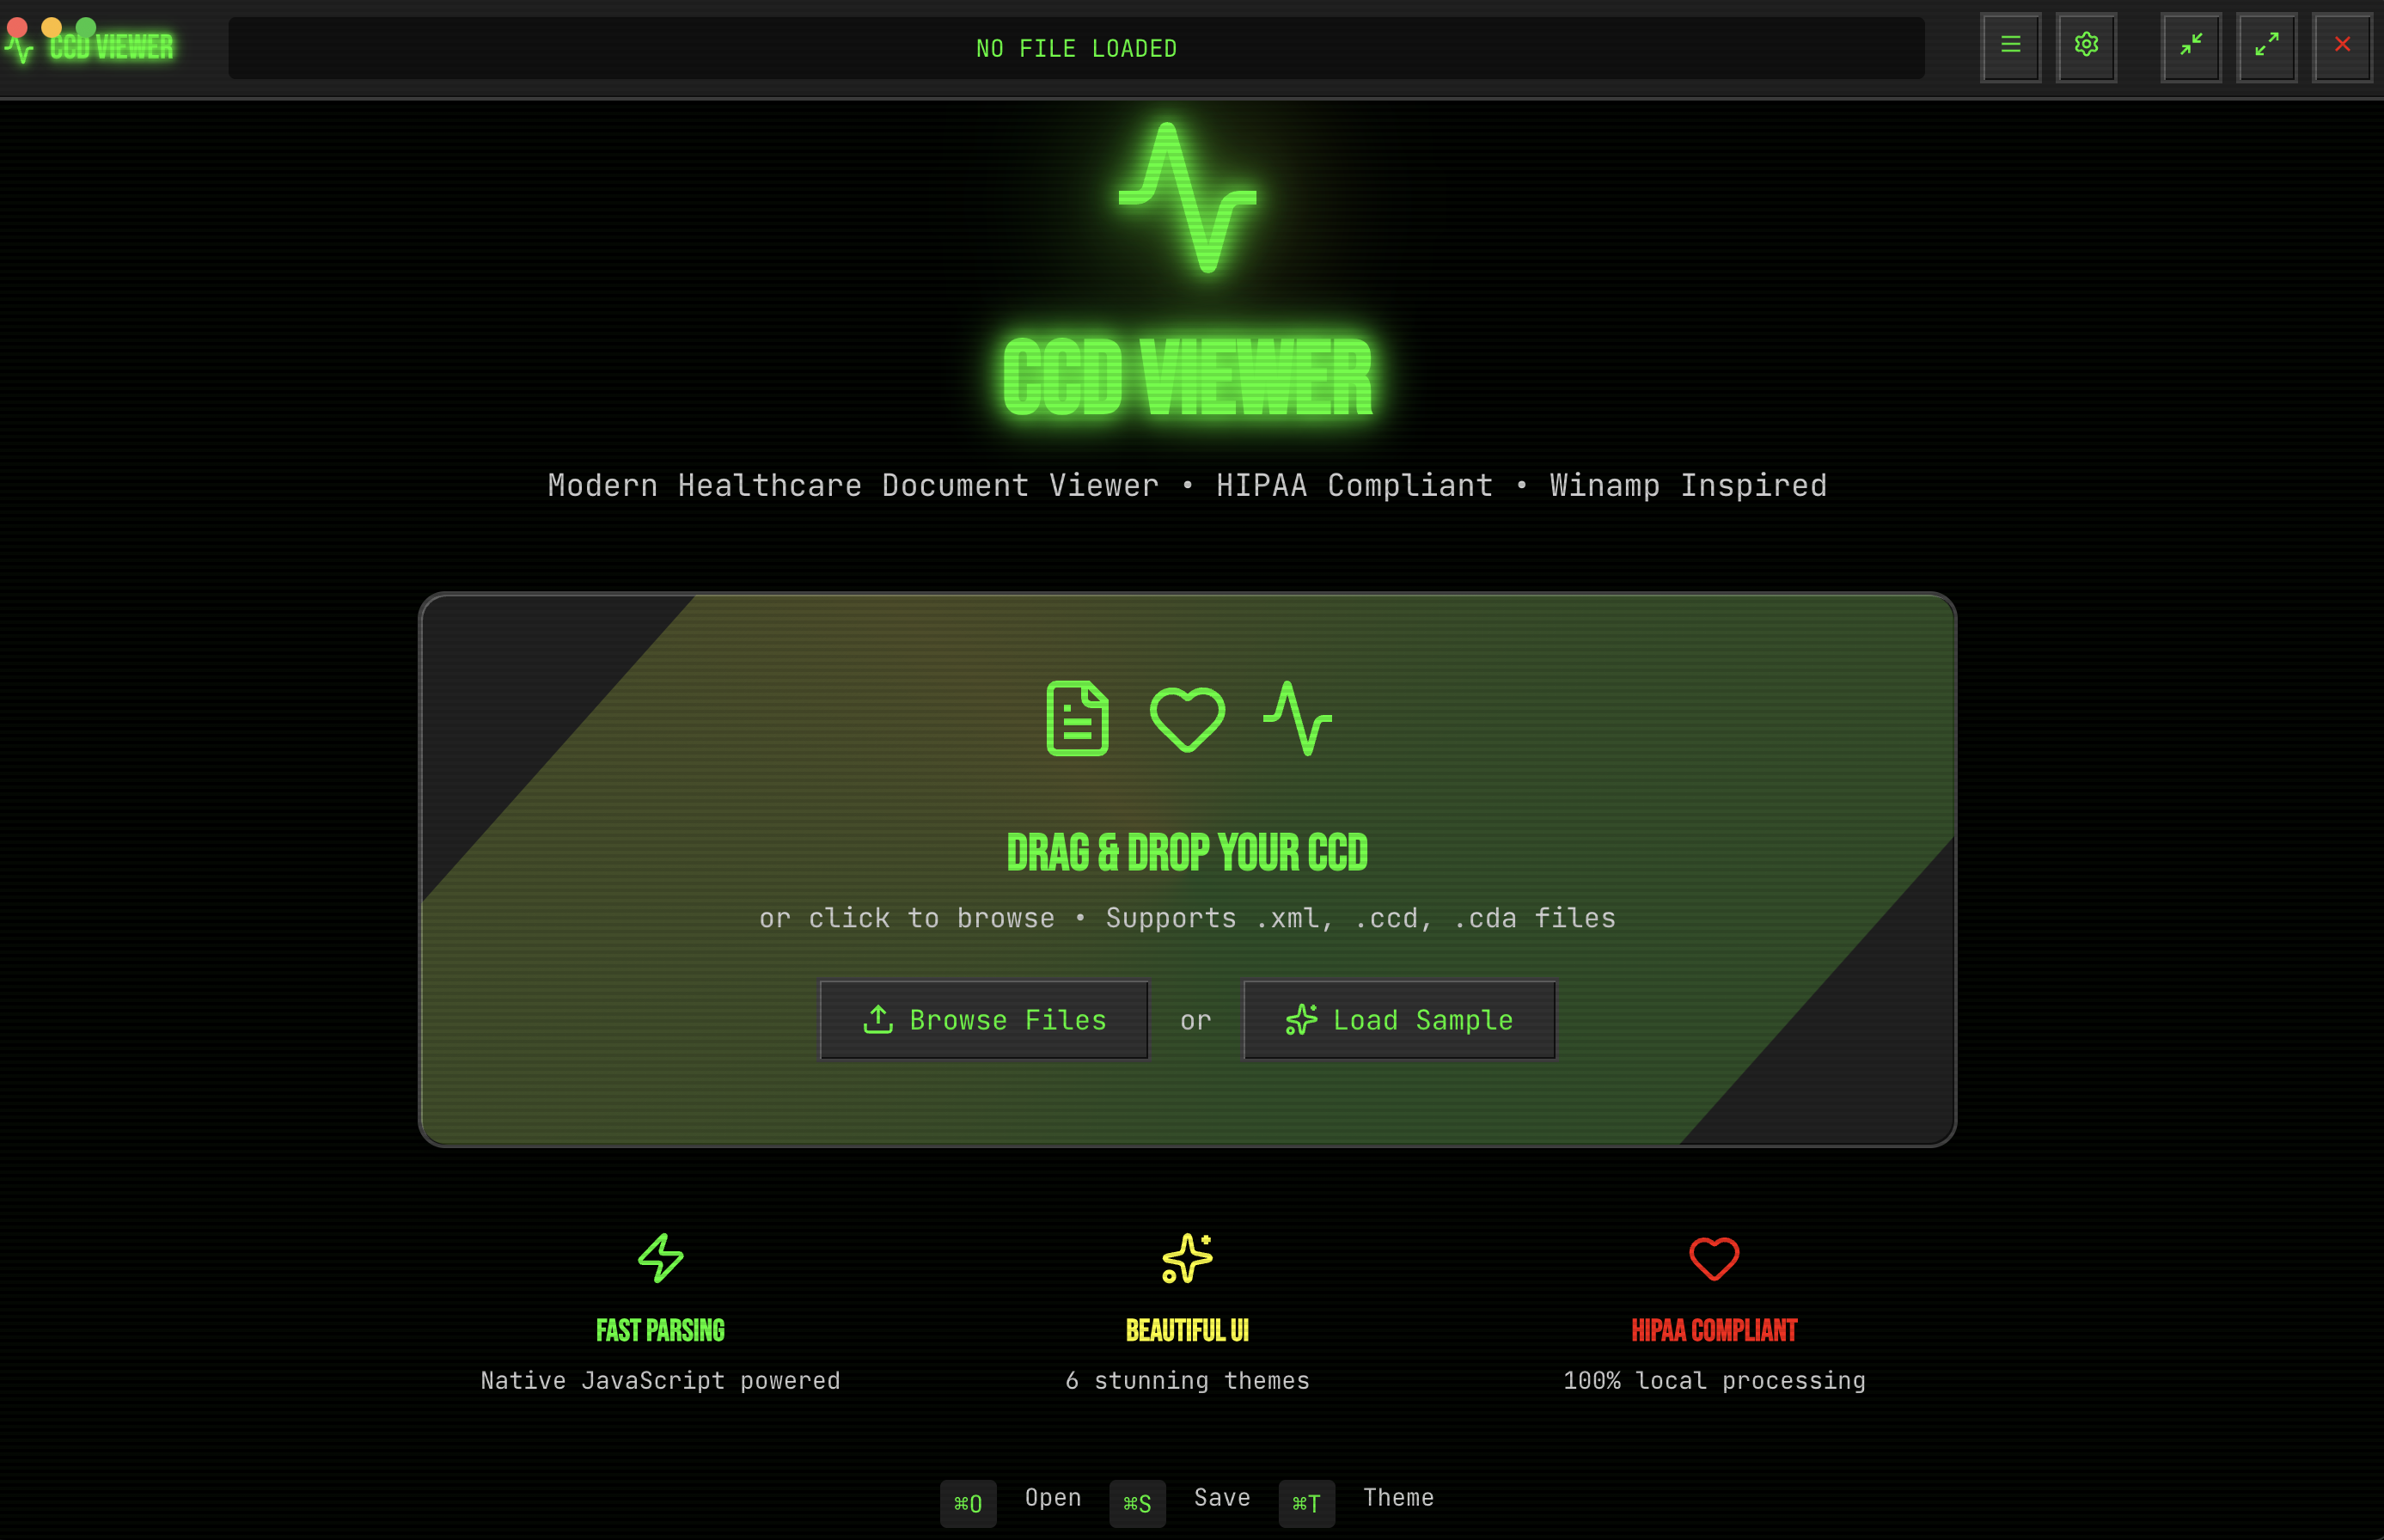 CCD VIEWER
NO FILE LOADED
CCD VIEWER
Modern Healthcare Document Viewer • HIPAA Compliant • Winamp Inspired
DRAG & DROP YOUR CCD
or click to browse • Supports .xml, .ccd, .cda files
Browse Files or Load Sample
FAST PARSING
Native JavaScript powered
BEAUTIFUL UI
6 stunning themes
HIPAA COMPLIANT
100% local processing
⌘O Open ⌘S Save ⌘T Theme